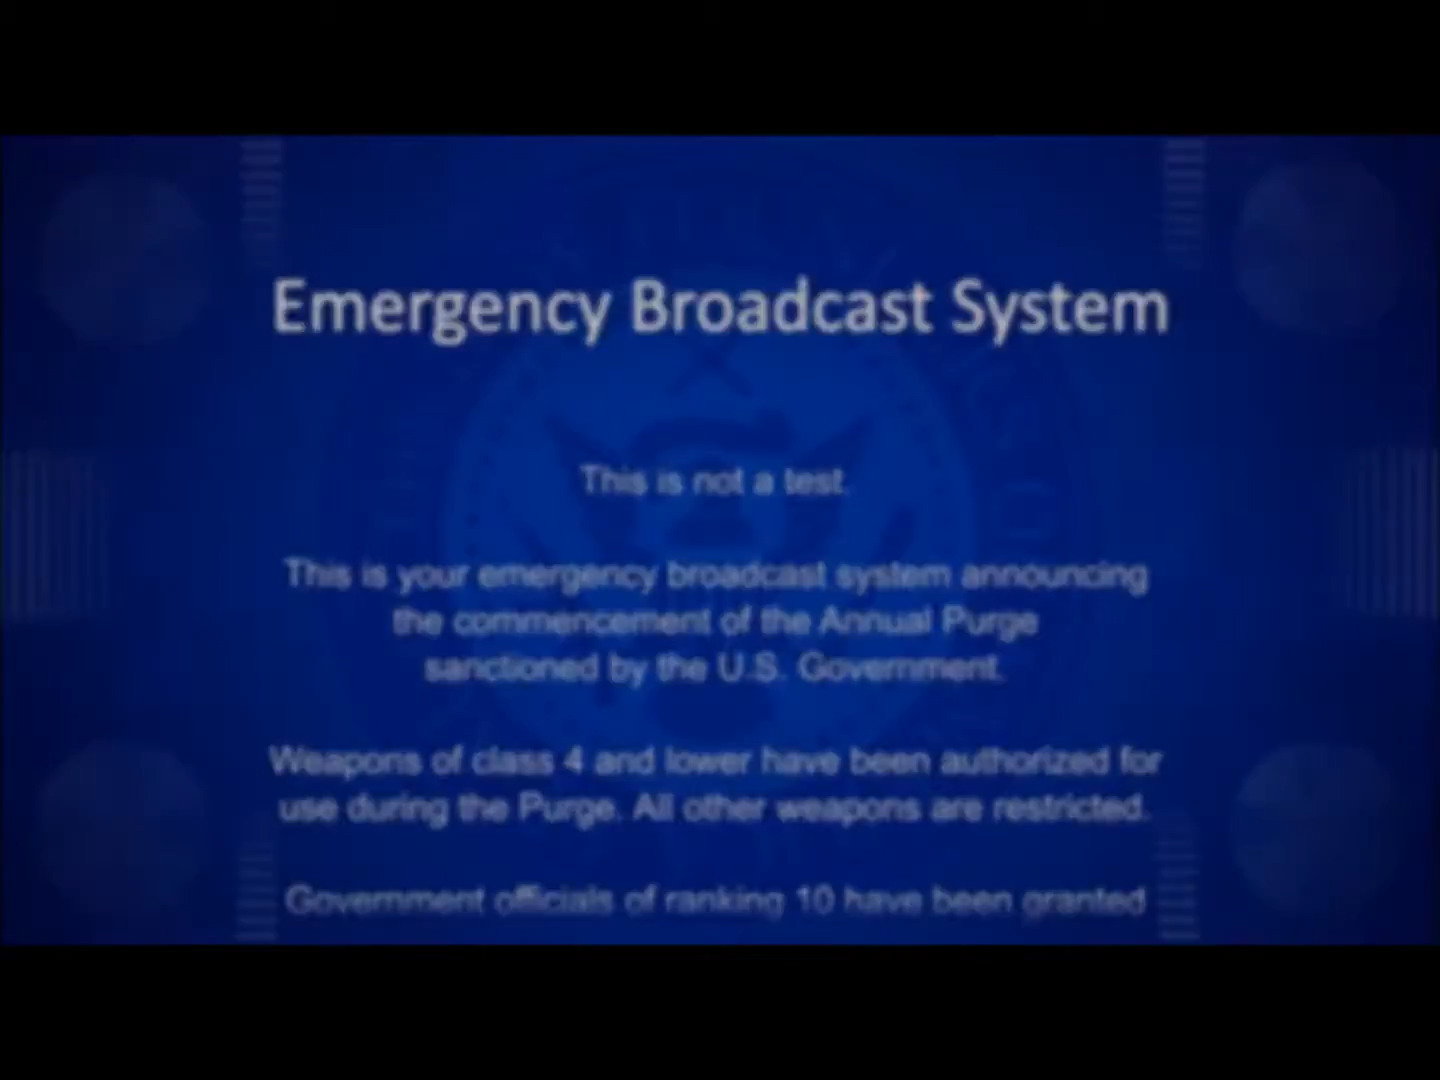 Emergency Broadcast System
This is not a test.
This is your emergency broadcast system announcing
the commencement of the Annual Purge
sanctioned by the U.S. Government.
Weapons of class 4 and lower have been authorized for
use during the Purge. All other weapons are restricted.
Government officials of ranking 10 have been granted